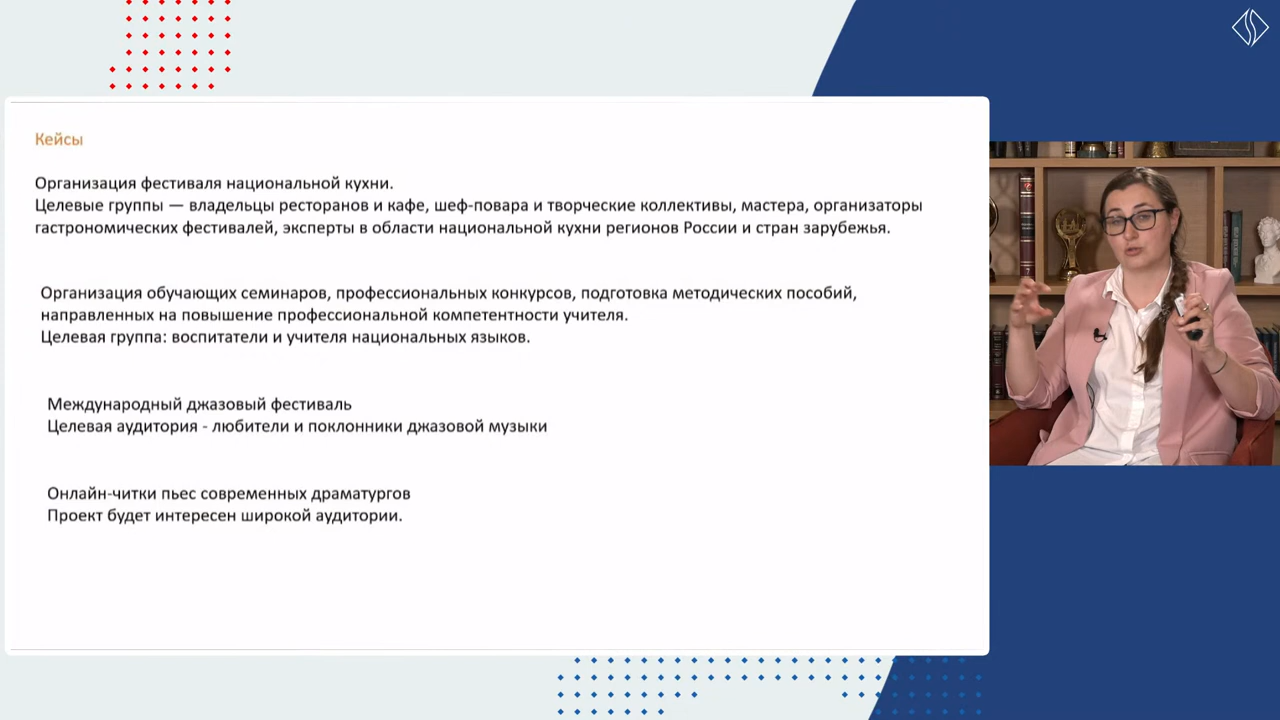 Кейсы
Организация фестиваля национальной кухни.
Целевые группы — владельцы ресторанов и кафе, шеф-повара и творческие коллективы, мастера, организаторы
гастрономических фестивалей, эксперты в области национальной кухни регионов России и стран зарубежья.
Организация обучающих семинаров, профессиональных конкурсов, подготовка методических пособий,
направленных на повышение профессиональной компетентности учителя.
Целевая группа: воспитатели и учителя национальных языков.
Международный джазовый фестиваль
Целевая аудитория - любители и поклонники джазовой музыки
Онлайн-читки пьес современных драматургов
Проект будет интересен широкой аудитории.